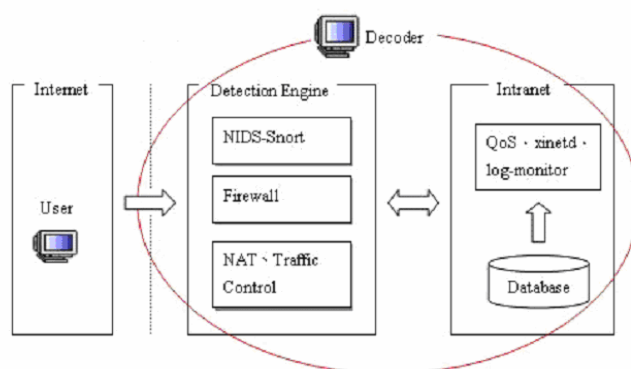 Decoder
Internet
User
Detection Engine
NIDS-Snort
Firewall
NAT、Traffic
Control
Intranet
QoS、xinetd、
log-monitor
Database